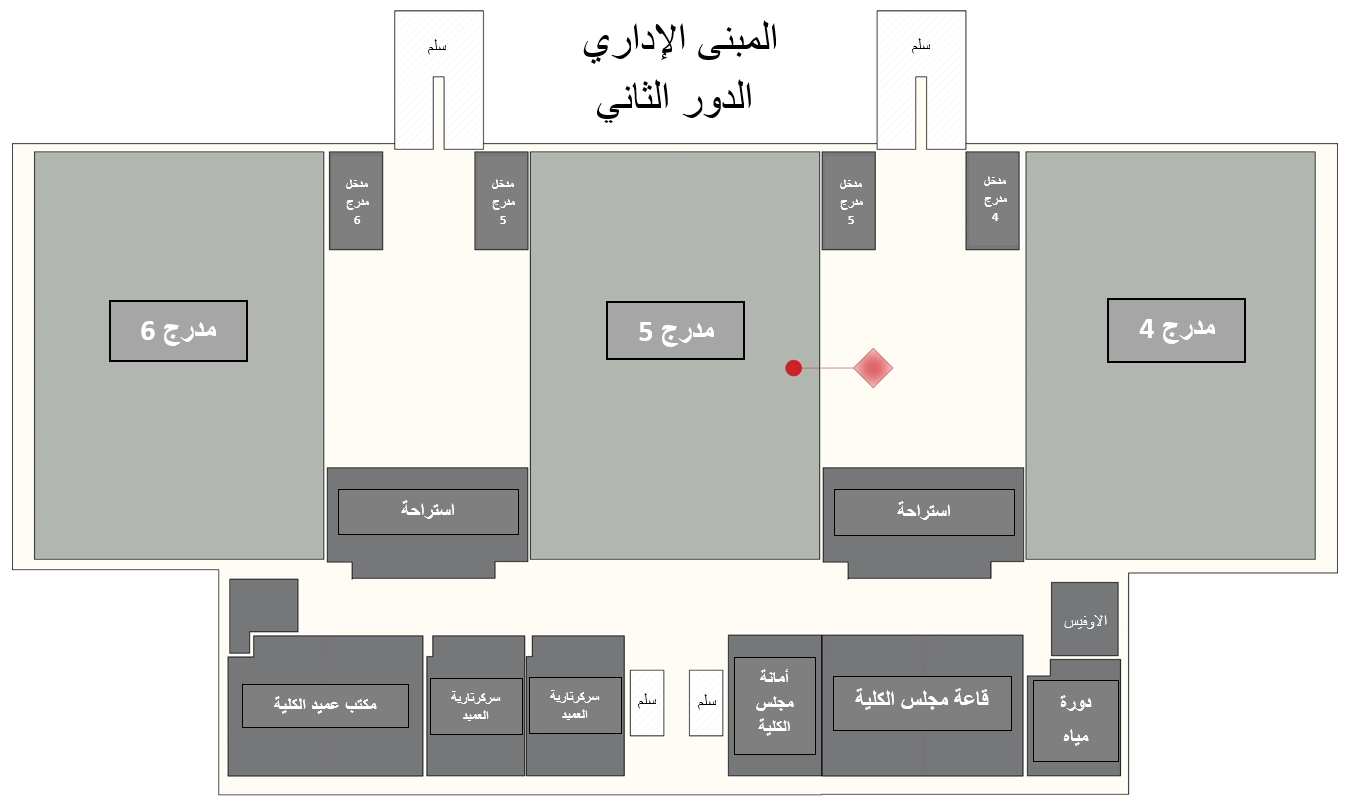 المبنى الإداري
الدور الثاني
سلم
سلم
مدخل
مدرج
4
مدخل
مدرج
5
مدخل
مدرج
5
مدخل
مدرج
6
مدرج 4
مدرج 5
مدرج 6
استراحة
استراحة
الاوفيس
دورة
مياه
قاعة مجلس الكلية
أمانة
مجلس
الكلية
سلم
سلم
سركرتارية
العميد
سركرتارية
العميد
مكتب عميد الكلية